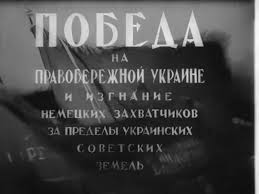 ПОБЕДА
НА
ПРАВОБЕРЕЖНОЙ УКРАИНЕ
И ИЗГНАНИЕ
НЕМЕЦКИХ ЗАХВАТЧИКОВ
ЗА ПРЕДЕЛЫ УКРАИНСКИХ
СОВЕТСКИХ
ЗЕМЕЛЬ